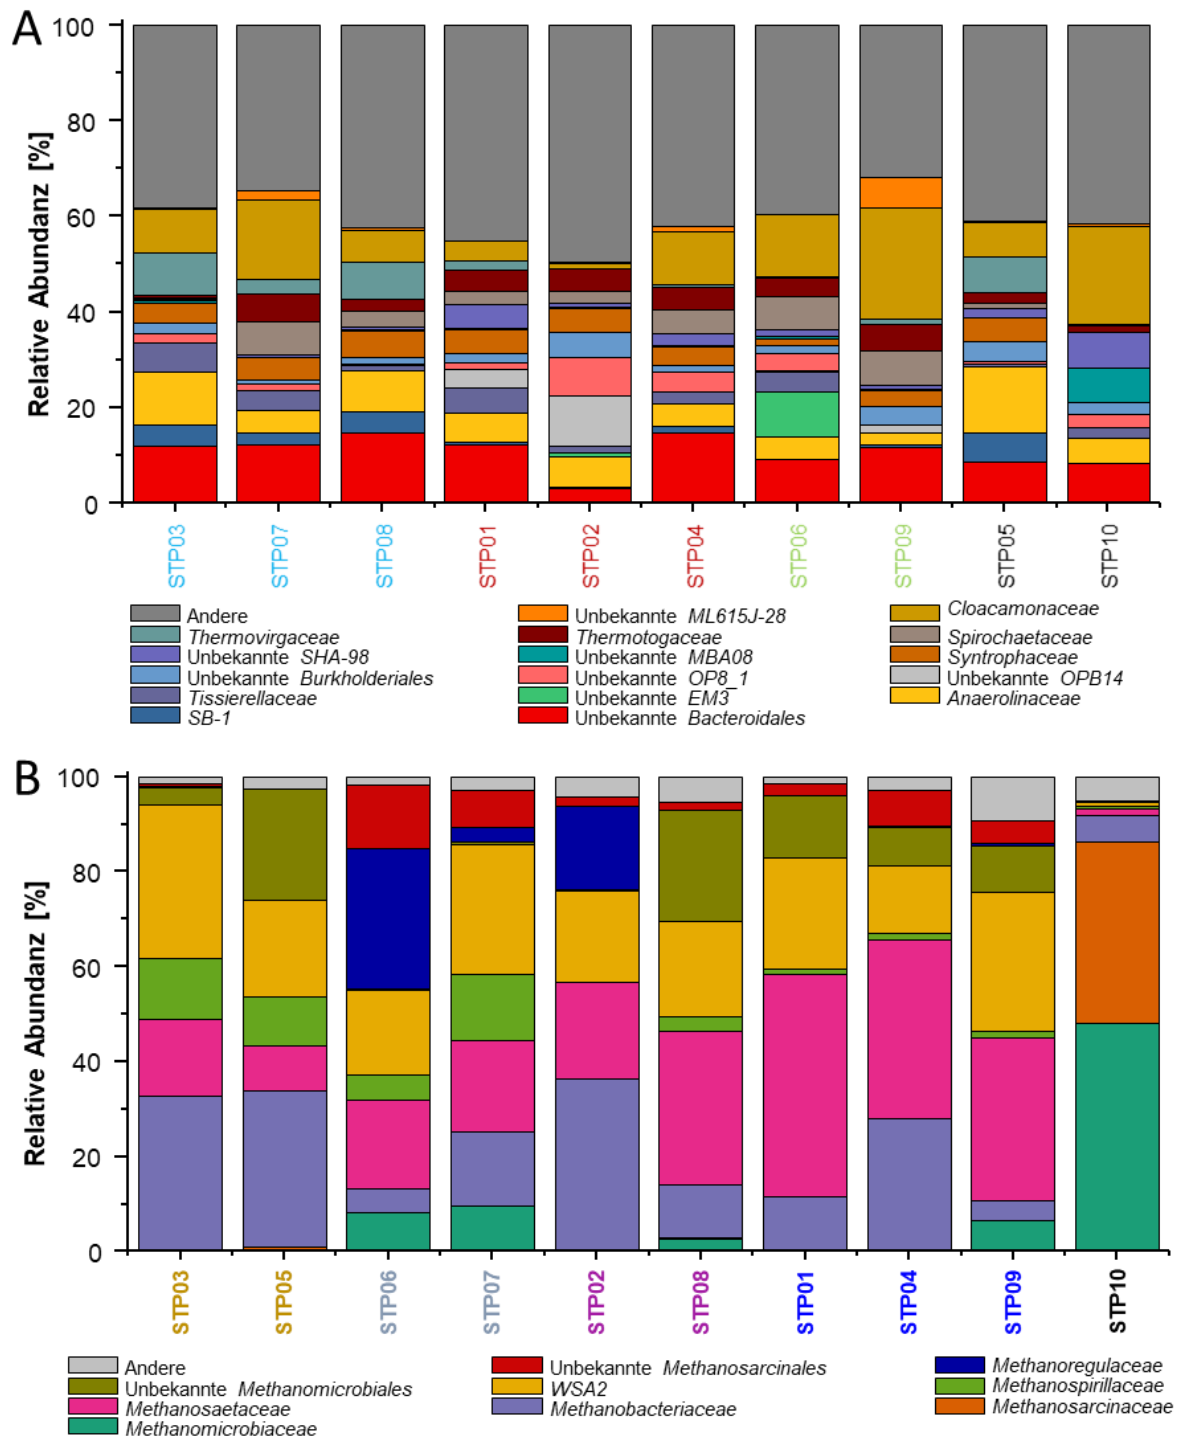 A
Relative Abundanz [%]
100
80
60
40
20
0
STP03 STP07 STP08 STP01 STP02 STP04 STP06 STP09 STP05 STP10
Andere Unbekannte ML615J-28 Cloacamonaceae
Thermovirgaceae Thermotogaceae Spirochaetaceae
Unbekannte SHA-98 Unbekannte MBA08 Syntrophaceae
Unbekannte Burkholderiales Unbekannte OP8_1 Unbekannte OPB14
Tissierellaceae Unbekannte EM3 Anaerolinaceae
SB-1 Unbekannte Bacteroidales
B
Relative Abundanz [%]
100
80
60
40
20
0
STP03 STP05 STP06 STP07 STP02 STP08 STP01 STP04 STP09 STP10
Andere Unbekannte Methanosarcinales Methanoregulaceae
Unbekannte Methanomicrobiales WSA2 Methanospirillaceae
Methanosaetaceae Methanobacteriaceae Methanosarcinaceae
Methanomicrobiaceae